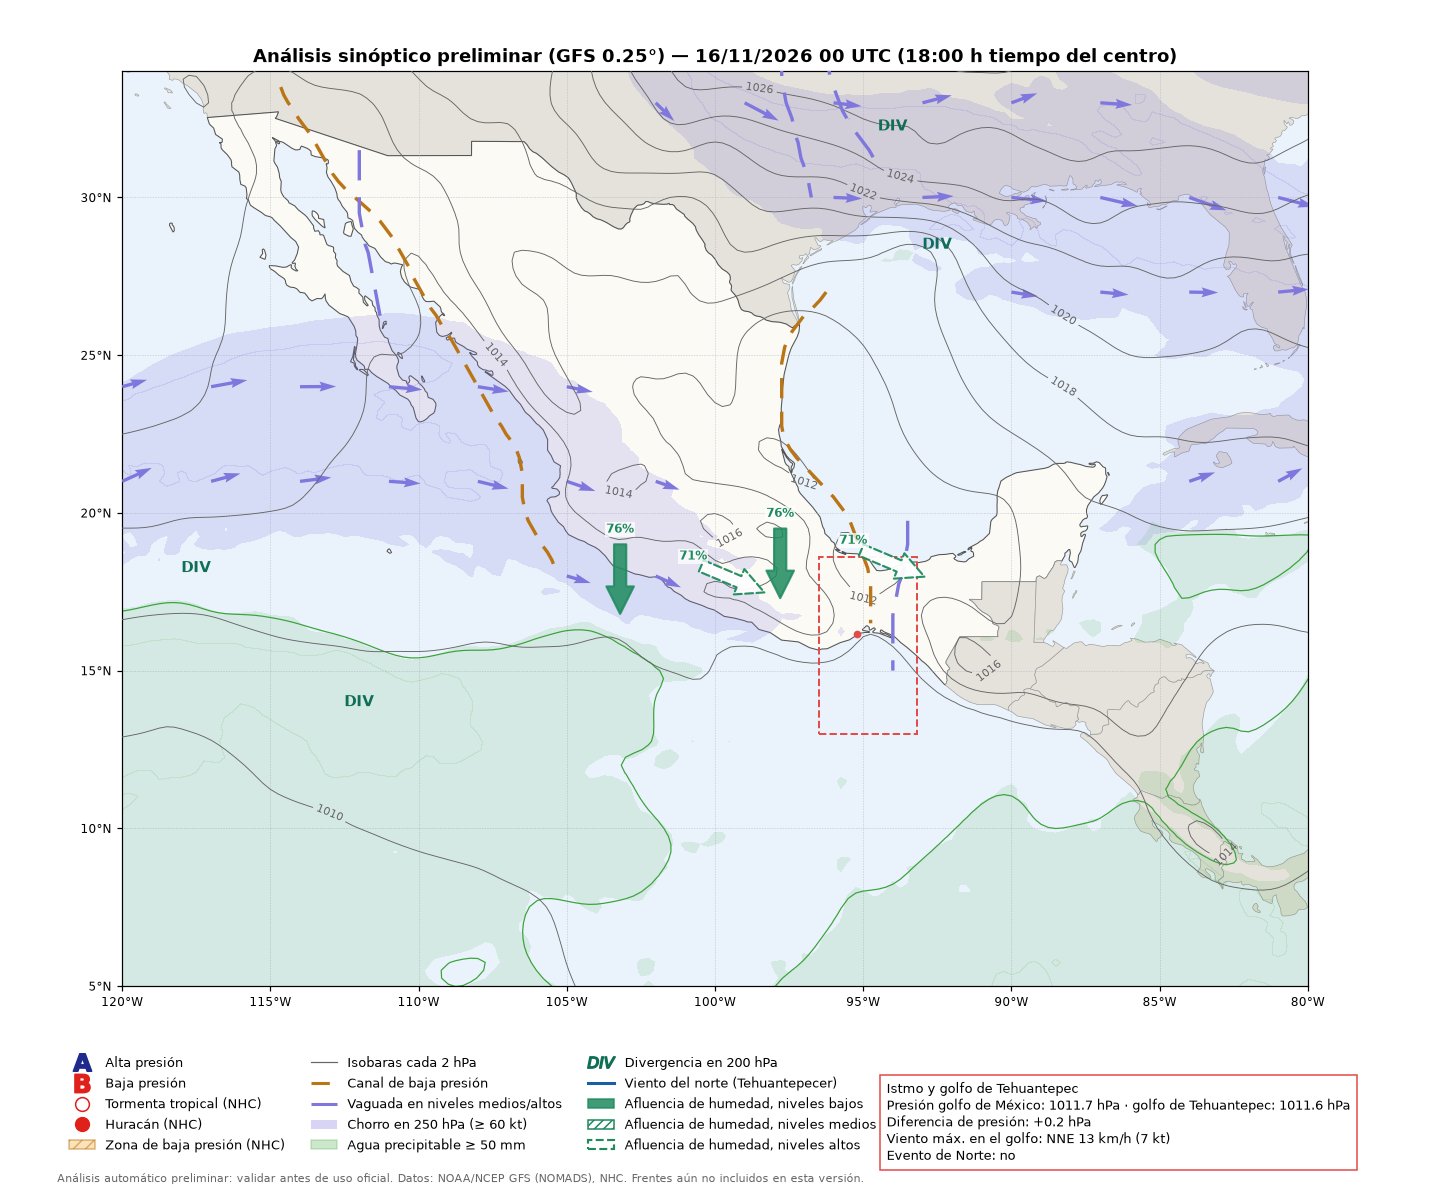 Análisis sinóptico preliminar (GFS 0.25°) — 16/11/2026 00 UTC (18:00 h tiempo del centro)
1026
DIV
1024
1022
30°N
DIV
1020
1014
25°N
1018
1012
1014
20°N
76%
76%
1016
71%
71%
DIV
1012
15°N
1016
DIV
1010
10°N
1014
5°N
120°W
115°W
110°W
105°W
100°W
95°W
90°W
85°W
80°W
A Alta presión
B Baja presión
Tormenta tropical (NHC)
Huracán (NHC)
Zona de baja presión (NHC)
Isobaras cada 2 hPa
Canal de baja presión
Vaguada en niveles medios/altos
Chorro en 250 hPa (≥ 60 kt)
Agua precipitable ≥ 50 mm
DIV Divergencia en 200 hPa
Viento del norte (Tehuantepecer)
Afluencia de humedad, niveles bajos
Afluencia de humedad, niveles medios
Afluencia de humedad, niveles altos
Istmo y golfo de Tehuantepec
Presión golfo de México: 1011.7 hPa · golfo de Tehuantepec: 1011.6 hPa
Diferencia de presión: +0.2 hPa
Viento máx. en el golfo: NNE 13 km/h (7 kt)
Evento de Norte: no
Análisis automático preliminar: validar antes de uso oficial. Datos: NOAA/NCEP GFS (NOMADS), NHC. Frentes aún no incluidos en esta versión.